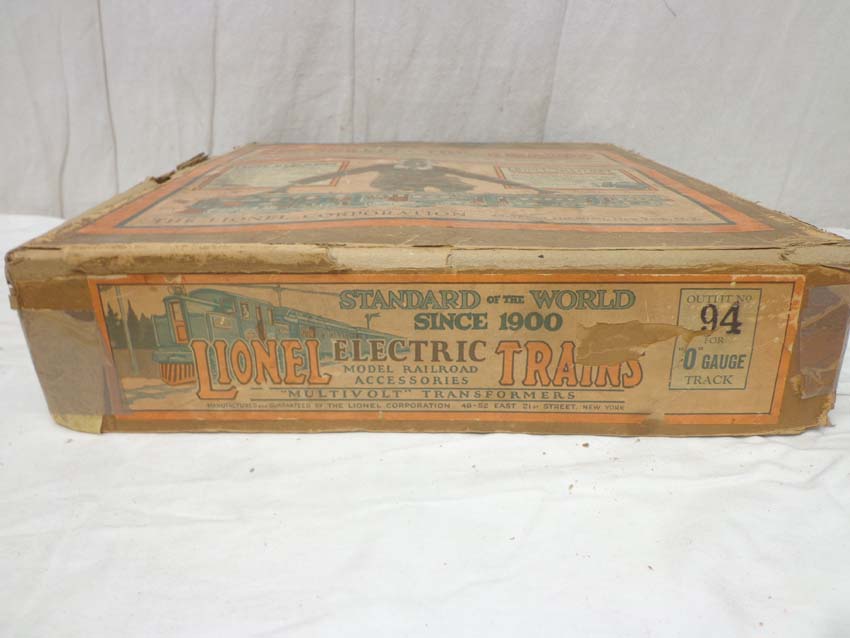 THE LIONEL CORPORATION
STANDARD OF THE WORLD
SINCE 1900
LIONEL ELECTRIC TRAINS
MODEL RAILROAD
ACCESSORIES
"MULTIVOLT" TRANSFORMERS
MANUFACTURED AND GUARANTEED BY THE LIONEL CORPORATION 48-52 EAST 21ST STREET, NEW YORK
OUTFIT NO
94
FOR
"O" GAUGE
TRACK